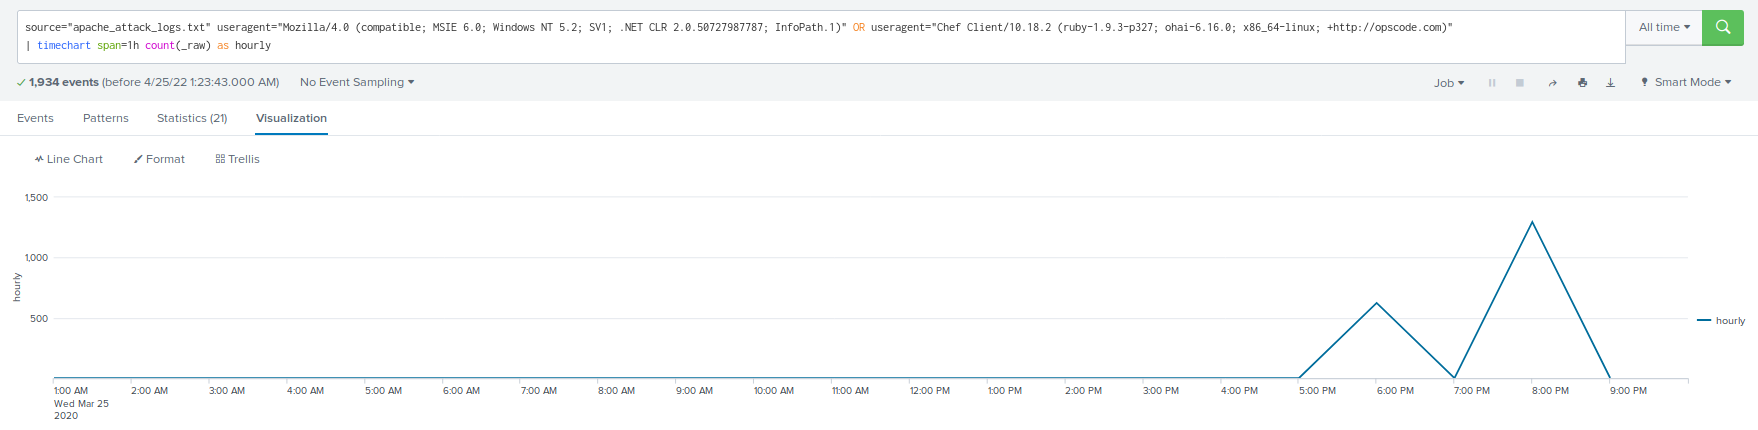 source="apache_attack_logs.txt" useragent="Mozilla/4.0 (compatible; MSIE 6.0; Windows NT 5.2; SV1; .NET CLR 2.0.50727987787; InfoPath.1)" OR useragent="Chef Client/10.18.2 (ruby-1.9.3-p327; ohai-6.16.0; x86_64-linux; +http://opscode.com)"
| timechart span=1h count(_raw) as hourly
All time
1,934 events (before 4/25/22 1:23:43.000 AM) No Event Sampling
Job Smart Mode
Events Patterns Statistics (21) Visualization
Line Chart Format Trellis
1,500
1,000
500
hourly
hourly
1:00 AM 2:00 AM 3:00 AM 4:00 AM 5:00 AM 6:00 AM 7:00 AM 8:00 AM 9:00 AM 10:00 AM 11:00 AM 12:00 PM 1:00 PM 2:00 PM 3:00 PM 4:00 PM 5:00 PM 6:00 PM 7:00 PM 8:00 PM 9:00 PM
Wed Mar 25
2020